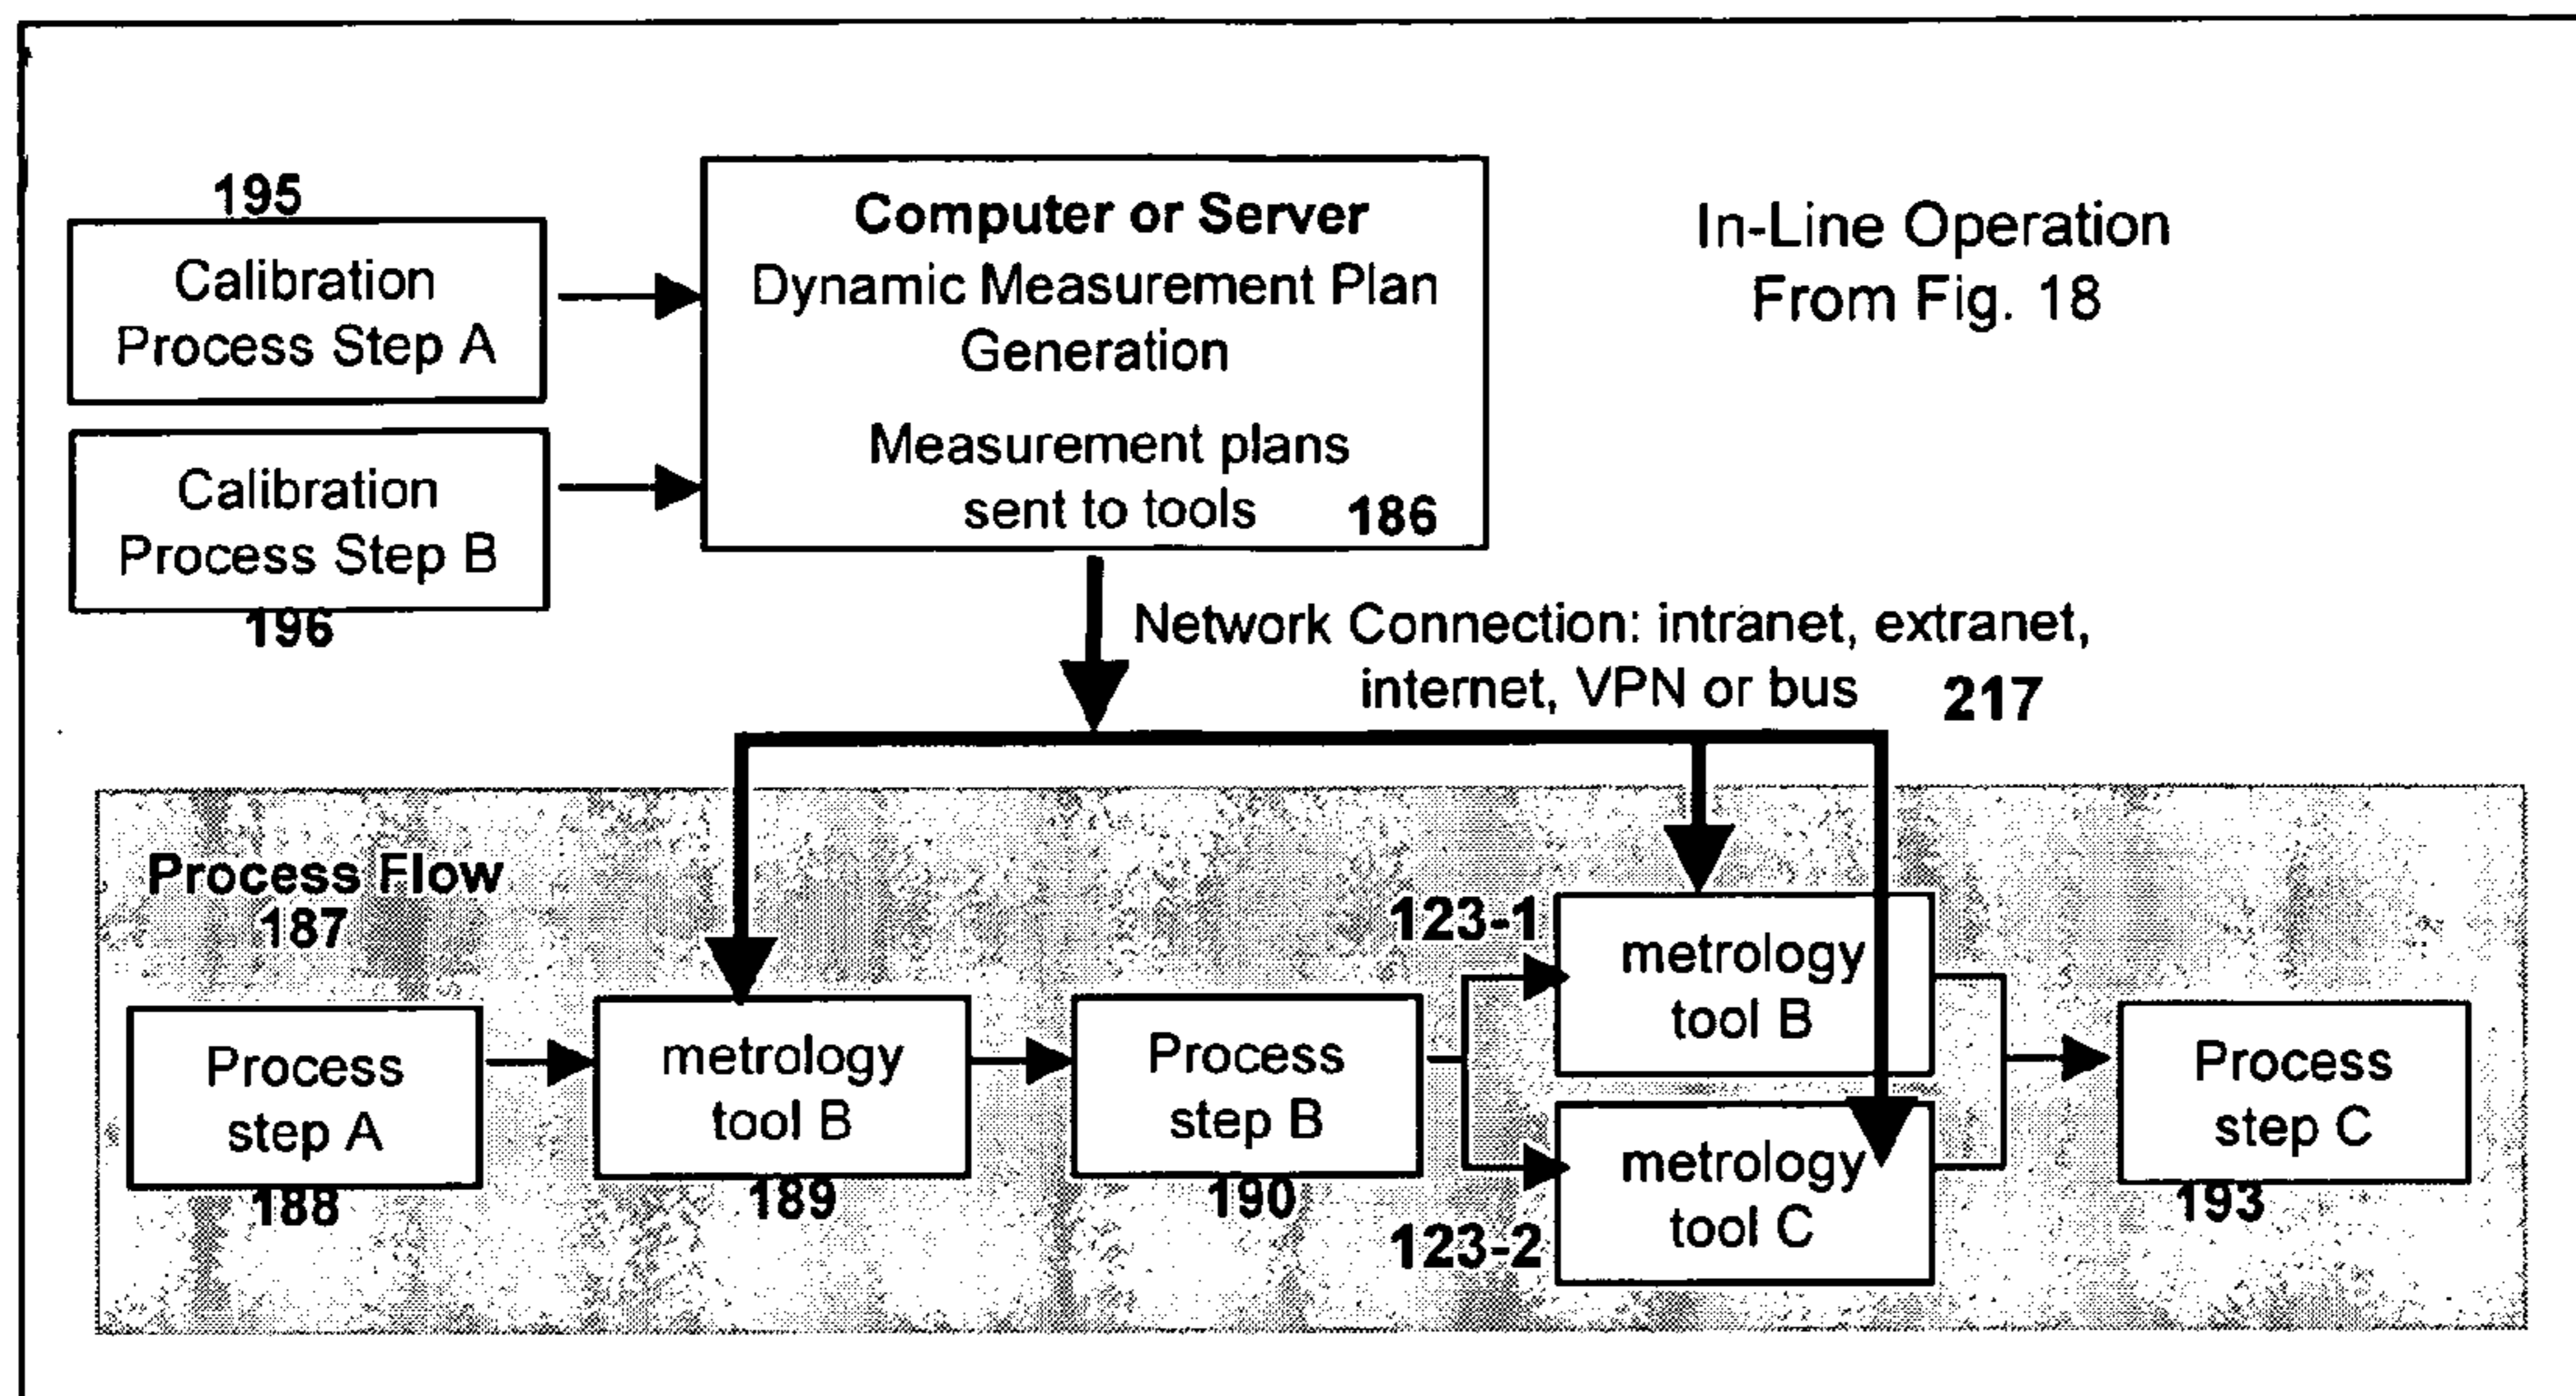 195
Calibration
Process Step A
Calibration
Process Step B
196
Computer or Server
Dynamic Measurement Plan
Generation
Measurement plans
sent to tools 186
In-Line Operation
From Fig. 18
Network Connection: intranet, extranet,
internet, VPN or bus 217
Process Flow
187
Process
step A
188
metrology
tool B
189
Process
step B
190
123-1
metrology
tool B
123-2
metrology
tool C
Process
step C
193